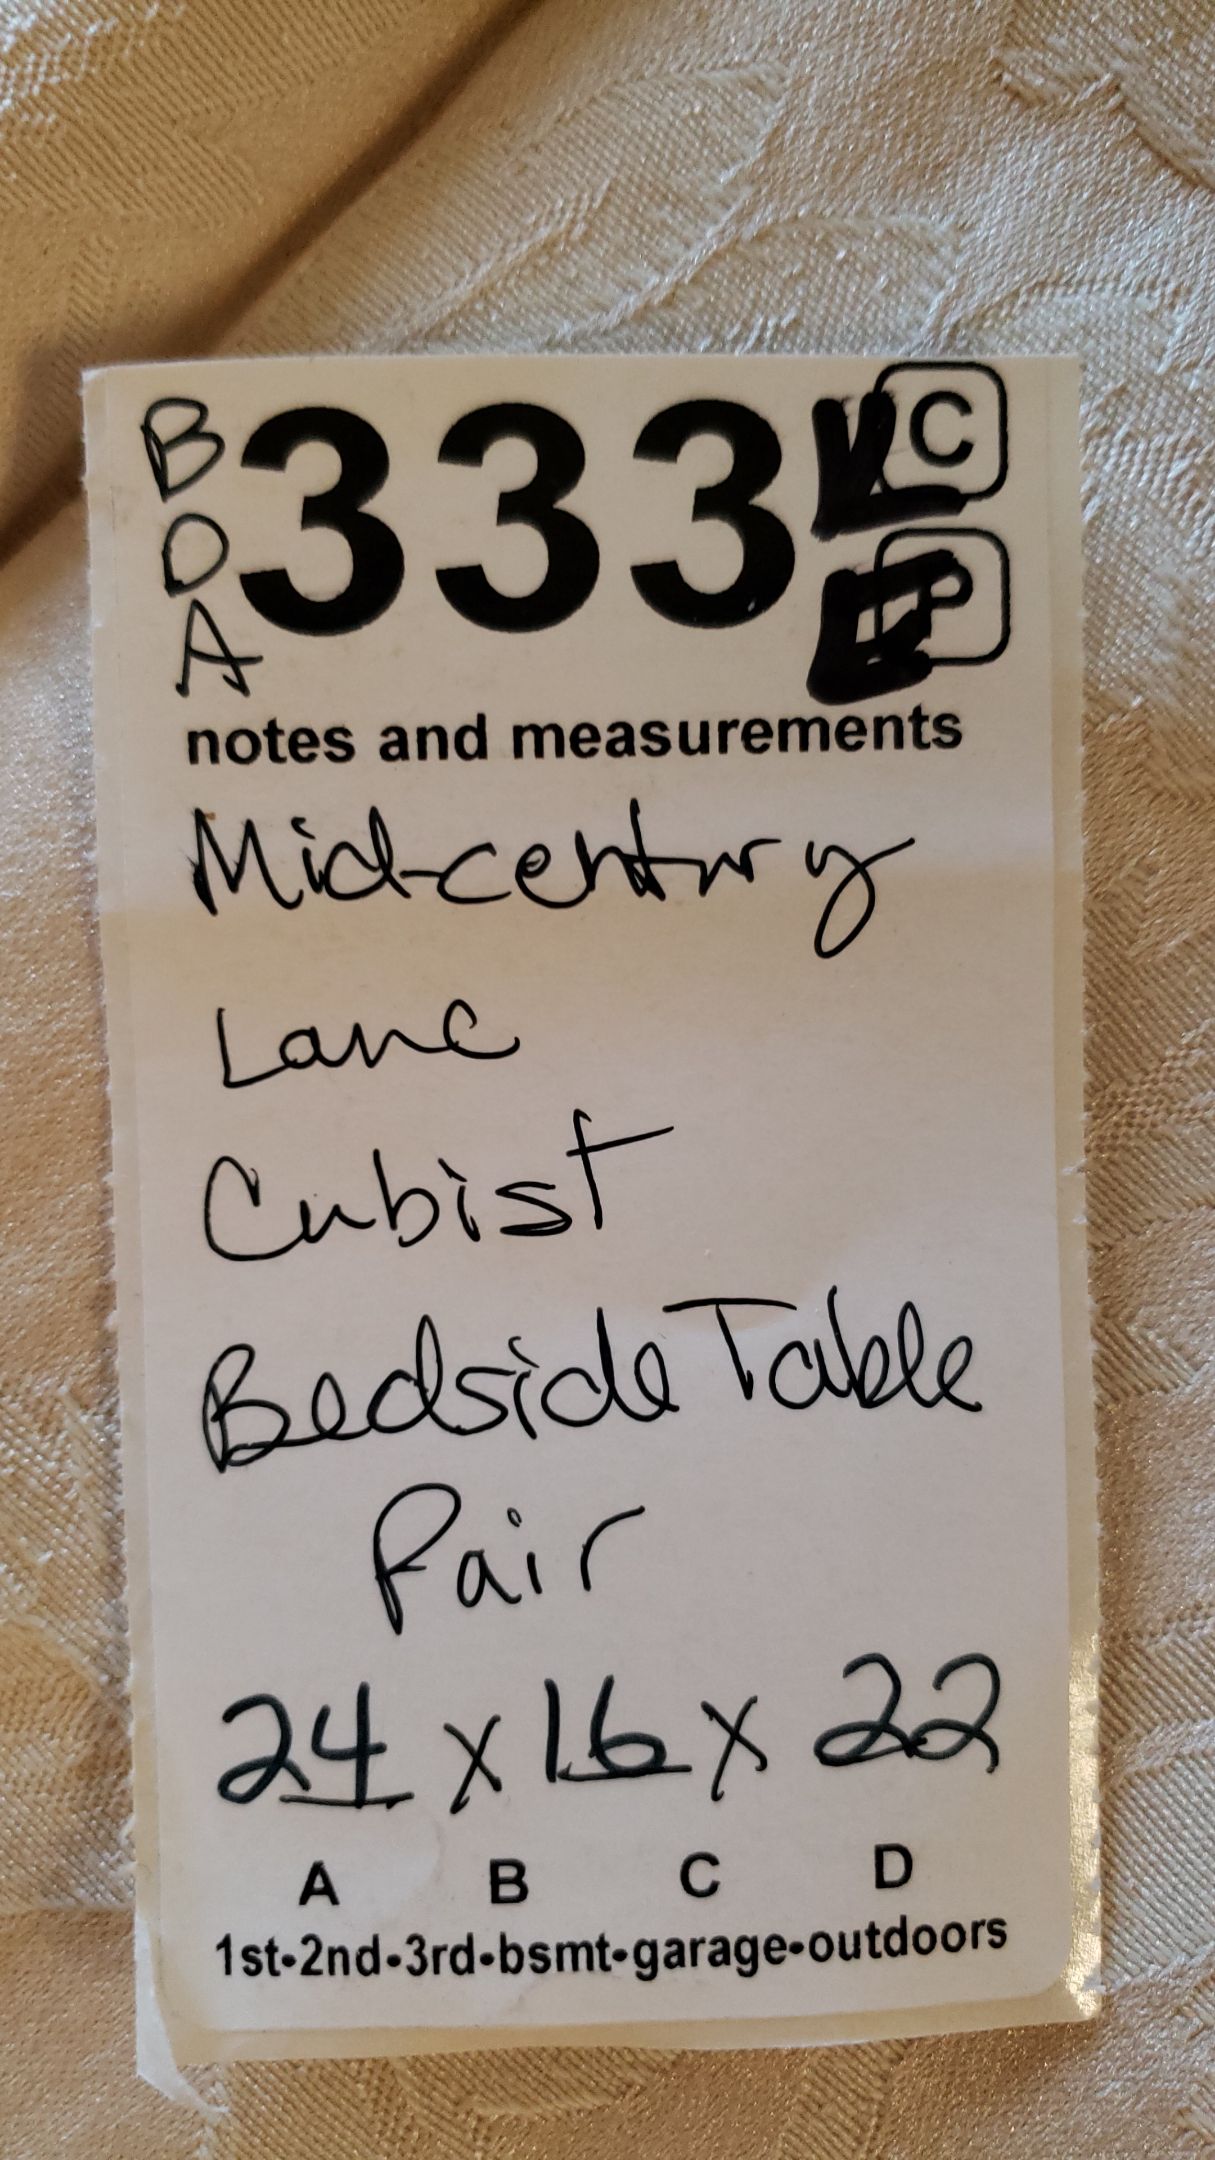 B
D
A
333
C
P
notes and measurements
Mid-century
Lane
Cubist
Bedside Table
Pair
24 x 16 x 22
A B C D
1st-2nd-3rd-bsmt-garage-outdoors